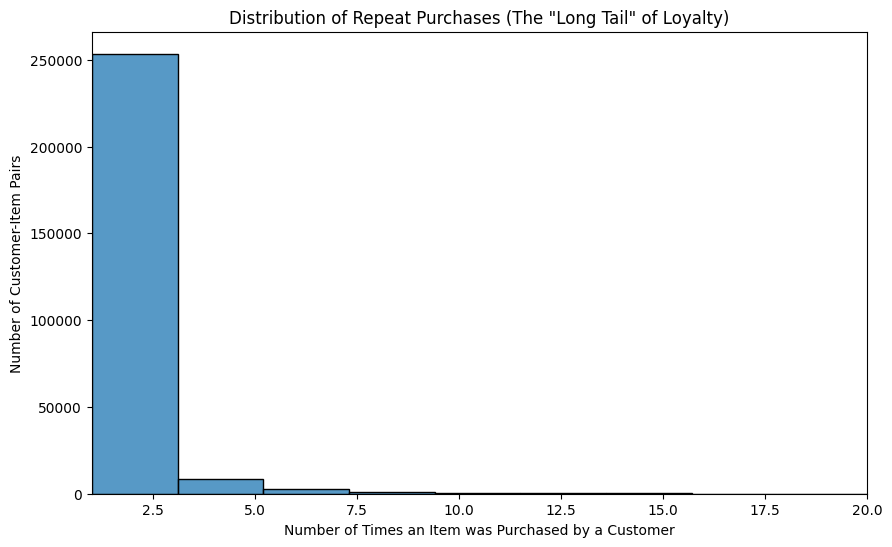 Distribution of Repeat Purchases (The "Long Tail" of Loyalty)
Number of Customer-Item Pairs
250000
200000
150000
100000
50000
0
2.5 5.0 7.5 10.0 12.5 15.0 17.5 20.0
Number of Times an Item was Purchased by a Customer